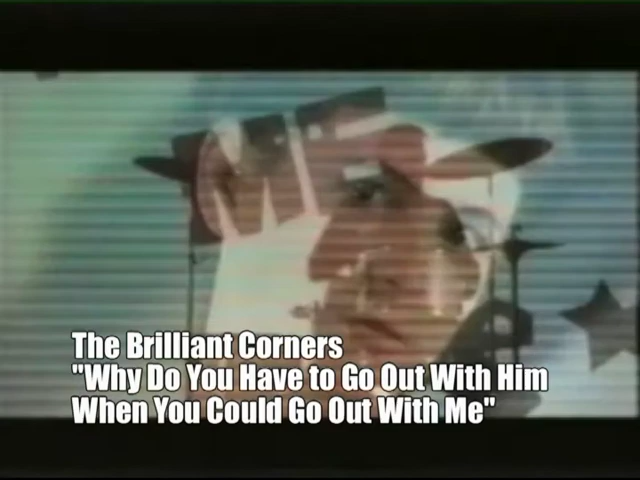 ME
The Brilliant Corners
"Why Do You Have to Go Out With Him
When You Could Go Out With Me"